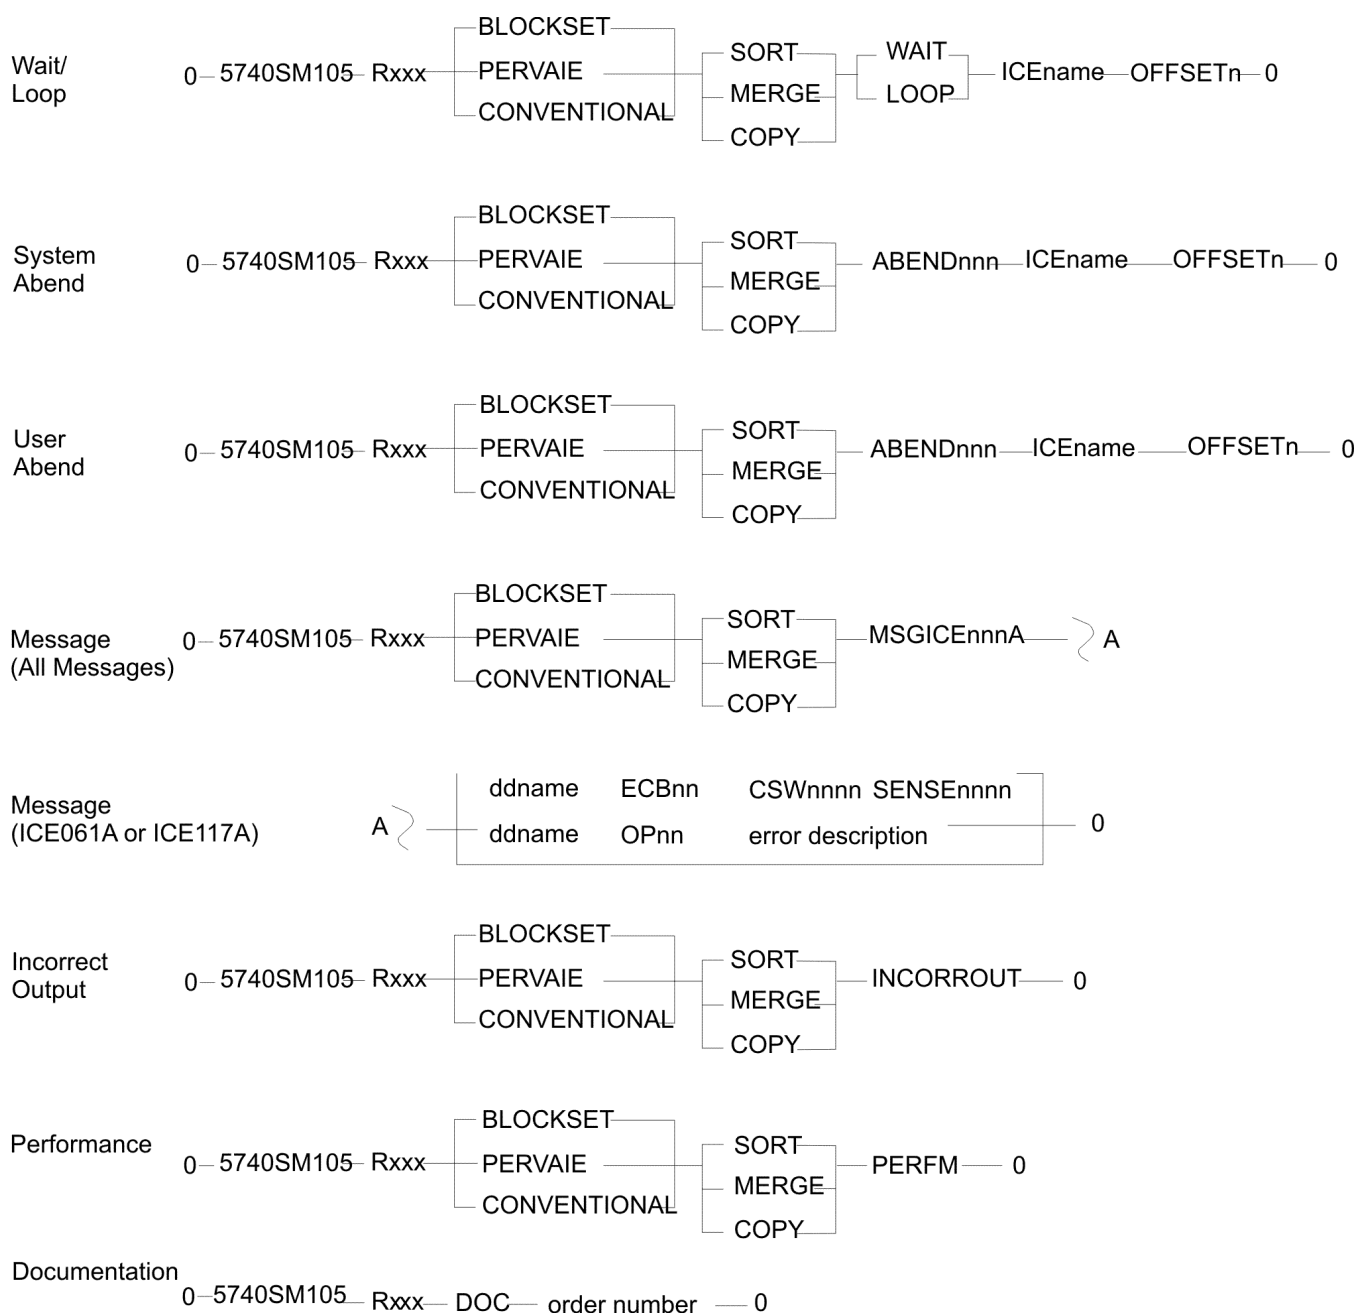 BLOCKSET
Wait/
Loop
0 5740SM105 Rxxx PERVAIE
CONVENTIONAL
SORT
MERGE
COPY
WAIT
LOOP
ICEname OFFSETn 0
System
Abend
0 5740SM105 Rxxx
BLOCKSET
PERVAIE
CONVENTIONAL
SORT
MERGE
COPY
ABENDnnn ICEname OFFSETn 0
User
Abend
0 5740SM105 Rxxx
BLOCKSET
PERVAIE
CONVENTIONAL
SORT
MERGE
COPY
ABENDnnn ICEname OFFSETn 0
Message
(All Messages)
0 5740SM105 Rxxx
BLOCKSET
PERVAIE
CONVENTIONAL
SORT
MERGE
COPY
MSGICEnnnA A
Message
(ICE061A or ICE117A)
A
ddname ECBnn CSWnnnn SENSEnnnn
ddname OPnn error description
0
Incorrect
Output
0 5740SM105 Rxxx
BLOCKSET
PERVAIE
CONVENTIONAL
SORT
MERGE
COPY
INCORROUT 0
Performance
0 5740SM105 Rxxx
BLOCKSET
PERVAIE
CONVENTIONAL
SORT
MERGE
COPY
PERFM 0
Documentation
0 5740SM105 Rxxx DOC order number 0